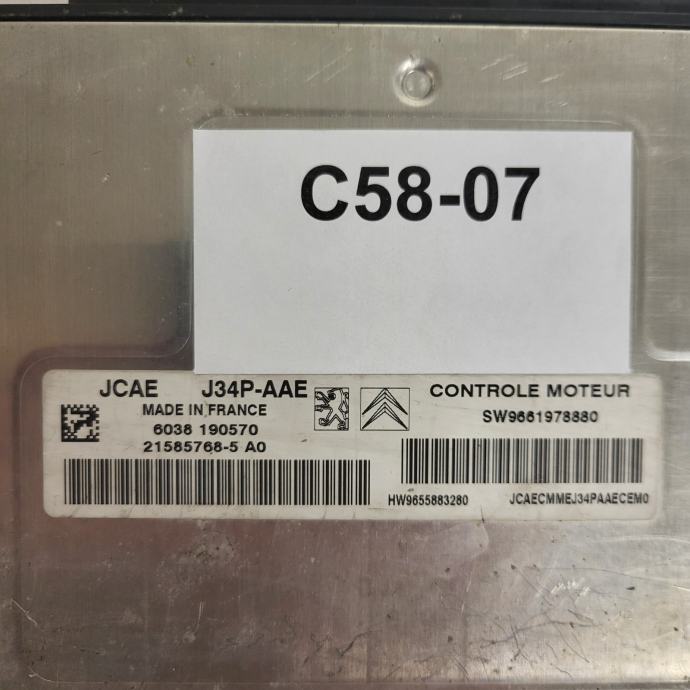 C58-07
JCAE J34P-AAE
MADE IN FRANCE
6038 190570
21585768-5 A0
CONTROLE MOTEUR
SW9661978880
HW9655883280 JCAECMMEJ34PAAECEM0